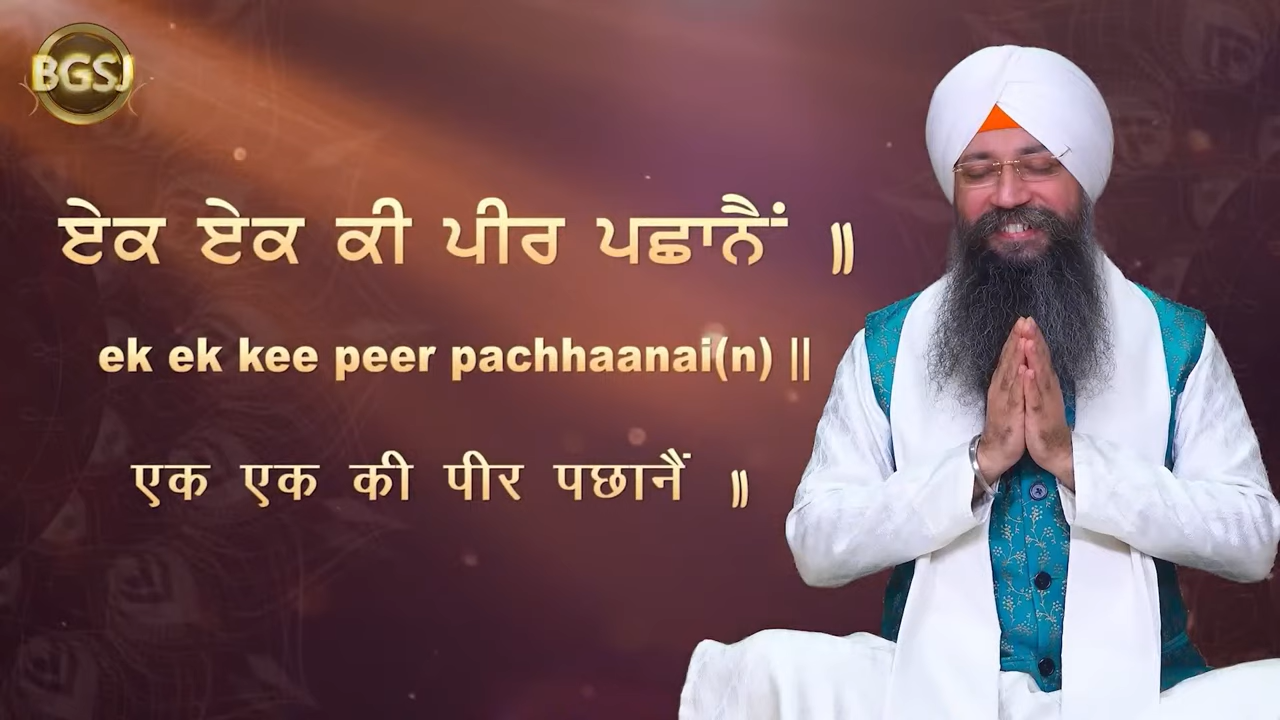 BGSJ
ਏਕ ਏਕ ਕੀ ਪੀਰ ਪਛਾਨੈਂ ॥
ek ek kee peer pachhaanai(n) ||
एक एक की पीर पछानैं ॥